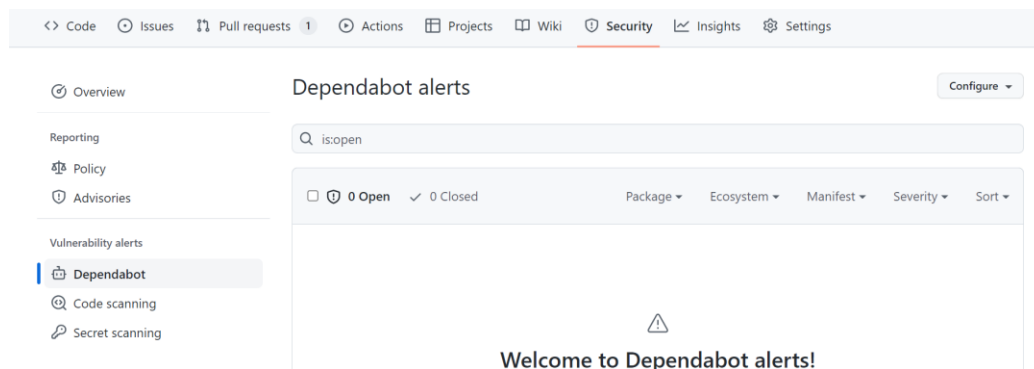 Code Issues Pull requests 1 Actions Projects Wiki Security Insights Settings
Overview
Reporting
Policy
Advisories
Vulnerability alerts
Dependabot
Code scanning
Secret scanning
Dependabot alerts Configure
is:open
0 Open 0 Closed Package Ecosystem Manifest Severity Sort
Welcome to Dependabot alerts!